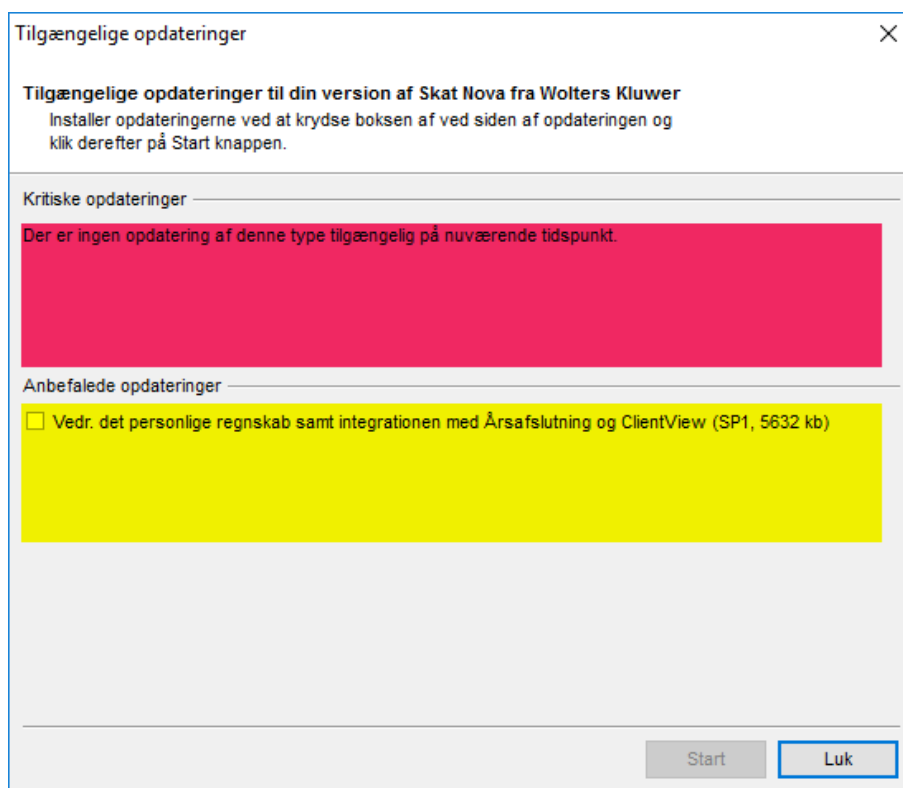 Tilgængelige opdateringer
Tilgængelige opdateringer til din version af Skat Nova fra Wolters Kluwer
Installer opdateringerne ved at krydse boksen af ved siden af opdateringen og
klik derefter på Start knappen.
Kritiske opdateringer
Der er ingen opdatering af denne type tilgængelig på nuværende tidspunkt.
Anbefalede opdateringer
Vedr. det personlige regnskab samt integrationen med Årsafslutning og ClientView (SP1, 5632 kb)
Start Luk